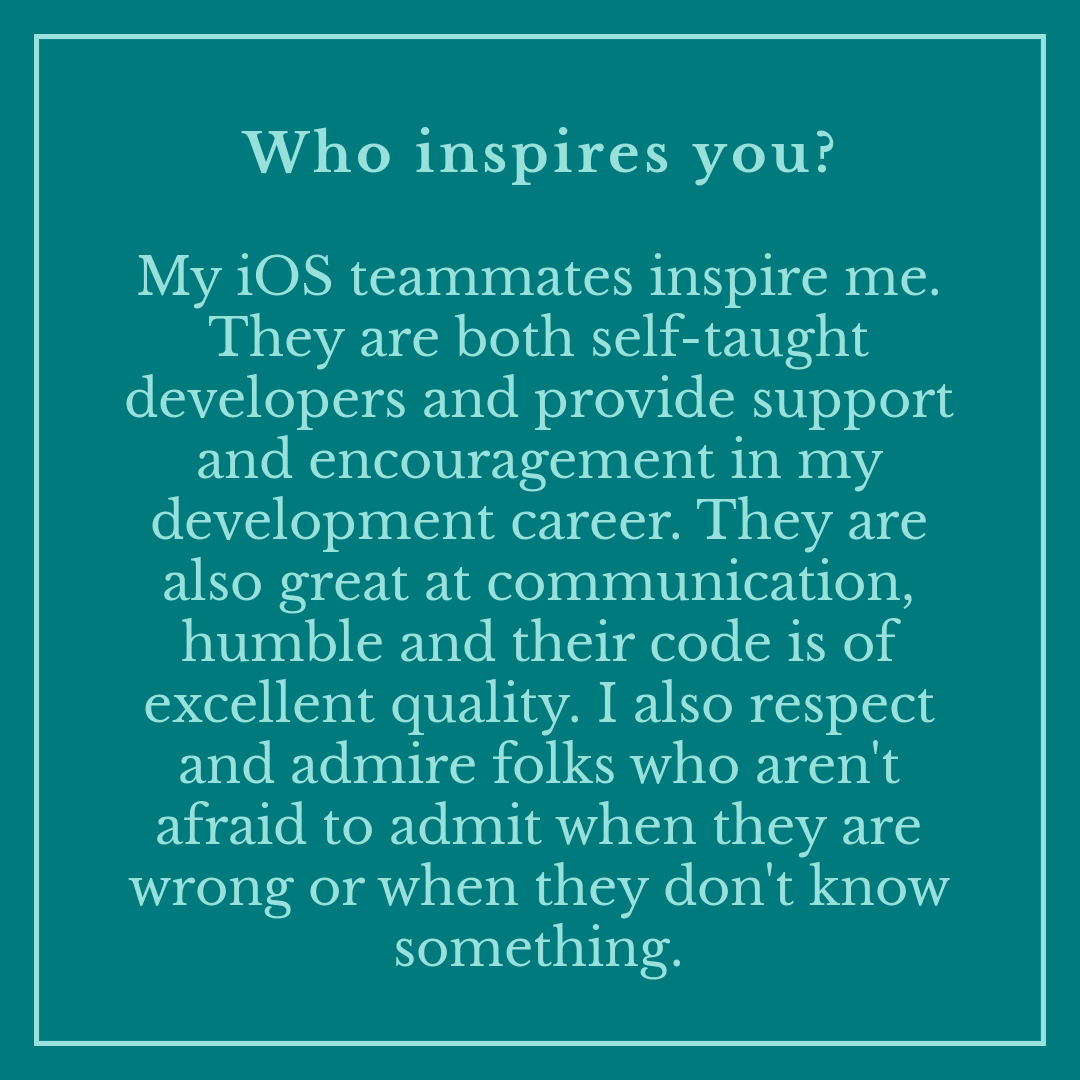 Who inspires you?
My iOS teammates inspire me.
They are both self-taught
developers and provide support
and encouragement in my
development career. They are
also great at communication,
humble and their code is of
excellent quality. I also respect
and admire folks who aren't
afraid to admit when they are
wrong or when they don't know
something.